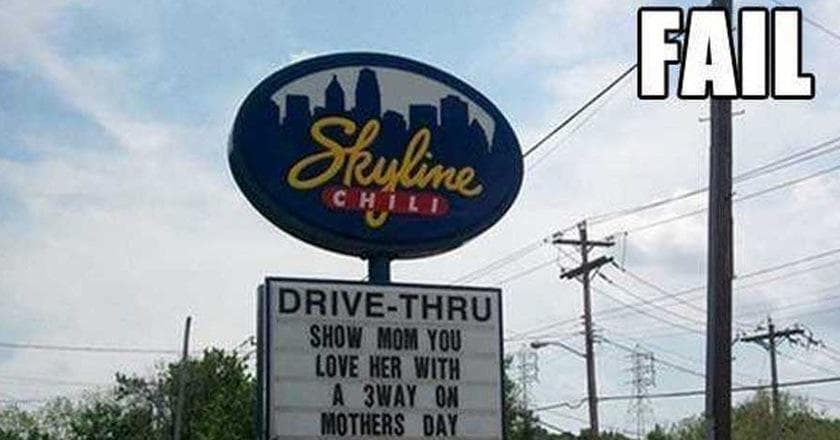 FAIL
Skyline
CHILI
DRIVE-THRU
SHOW MOM YOU
LOVE HER WITH
A 3WAY ON
MOTHERS DAY